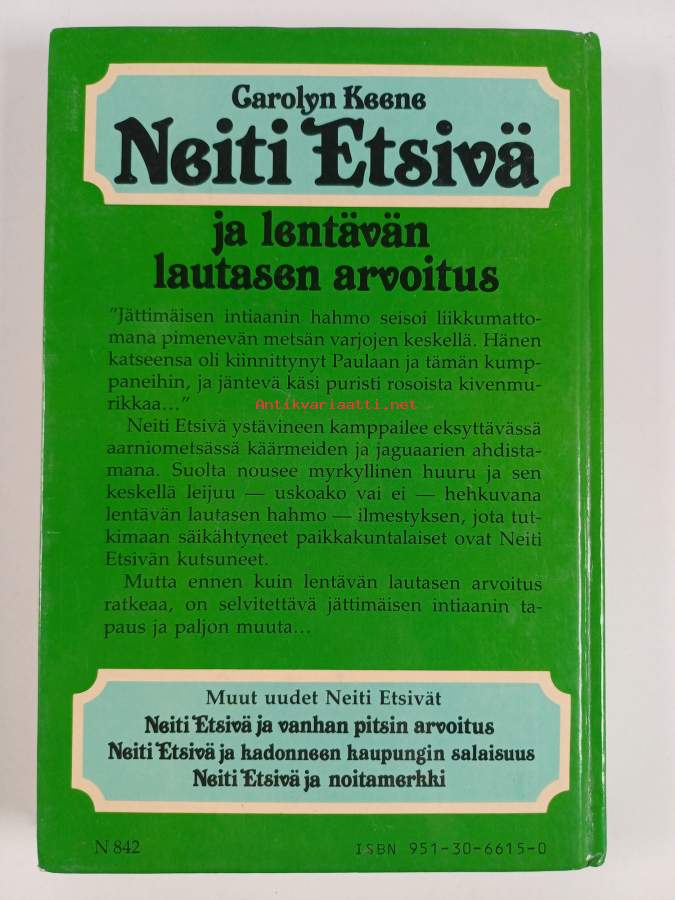 Carolyn Keene
Neiti Etsivä
ja lentävän
lautasen arvoitus
"Jättimäisen intiaanin hahmo seisoi liikkumatto-
mana pimenevän metsän varjojen keskellä. Hänen
katseensa oli kiinnittynyt Paulaan ja tämän kump-
paneihin, ja jäntevä käsi puristi rosoista kivenmu-
rikkaa..."
Antikvariaatti.net
Neiti Etsivä ystävineen kamppailee eksyttävässä
aarniometsässä käärmeiden ja jaguaarien ahdista-
mana. Suolta nousee myrkyllinen huuru ja sen
keskellä leijuu — uskoako vai ei — hehkuvana
lentävän lautasen hahmo — ilmestyksen, jota tut-
kimaan säikähtyneet paikkakuntalaiset ovat Neiti
Etsivän kutsuneet.
Mutta ennen kuin lentävän lautasen arvoitus
ratkeaa, on selvitettävä jättimäisen intiaanin ta-
paus ja paljon muuta...
Muut uudet Neiti Etsivät
Neiti Etsivä ja vanhan pitsin arvoitus
Neiti Etsivä ja kadonneen kaupungin salaisuus
Neiti Etsivä ja noitamerkki
N 842
ISBN 951-30-6615-0